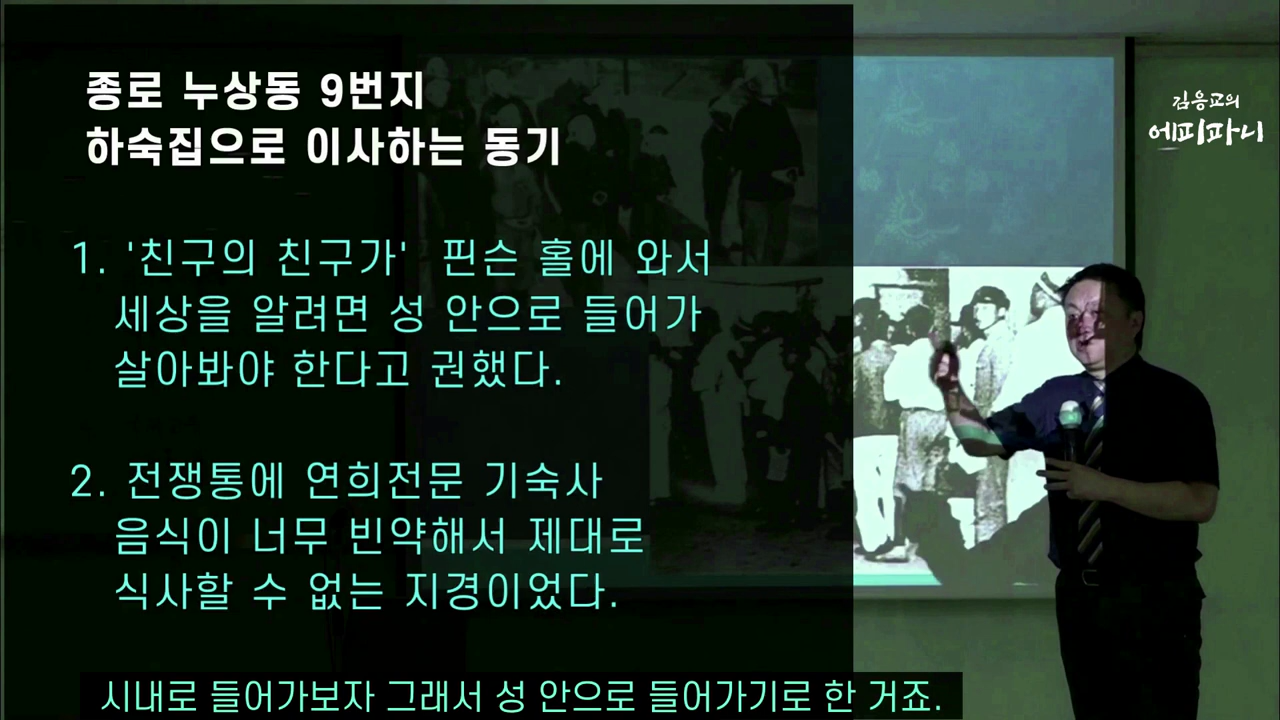 종로 누상동 9번지
하숙집으로 이사하는 동기
김응교의
에피파니
1. '친구의 친구가' 핀슨 홀에 와서
세상을 알려면 성 안으로 들어가
살아봐야 한다고 권했다.
2. 전쟁통에 연희전문 기숙사
음식이 너무 빈약해서 제대로
식사할 수 없는 지경이었다.
시내로 들어가보자 그래서 성 안으로 들어가기로 한 거죠.